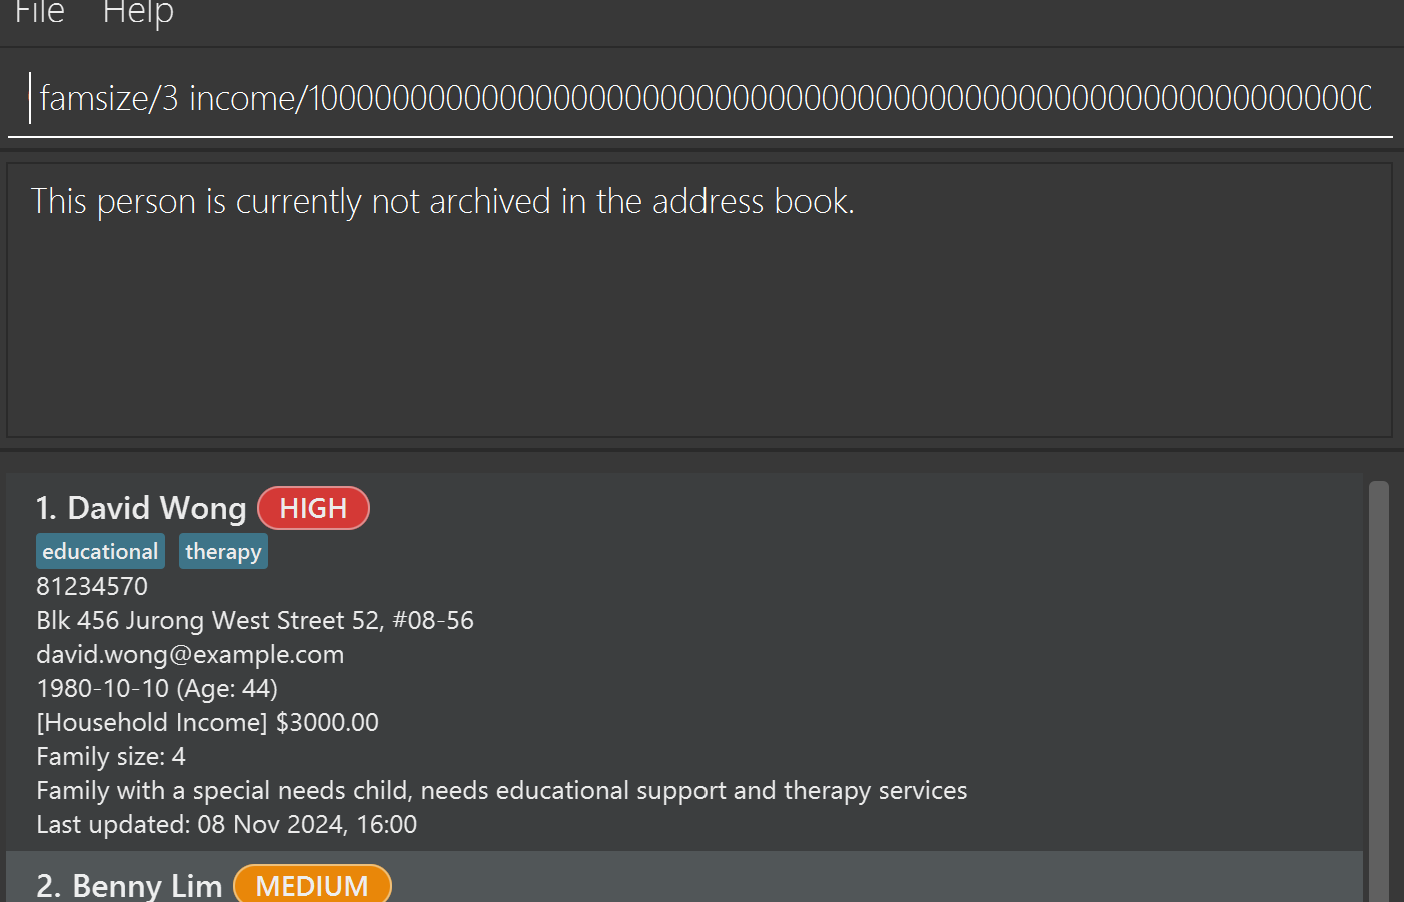 File Help
famsize/3 income/10000000000000000000000000000000000000000000000000000000000
This person is currently not archived in the address book.
1. David Wong HIGH
educational therapy
81234570
Blk 456 Jurong West Street 52, #08-56
david.wong@example.com
1980-10-10 (Age: 44)
[Household Income] $3000.00
Family size: 4
Family with a special needs child, needs educational support and therapy services
Last updated: 08 Nov 2024, 16:00
2. Benny Lim MEDIUM